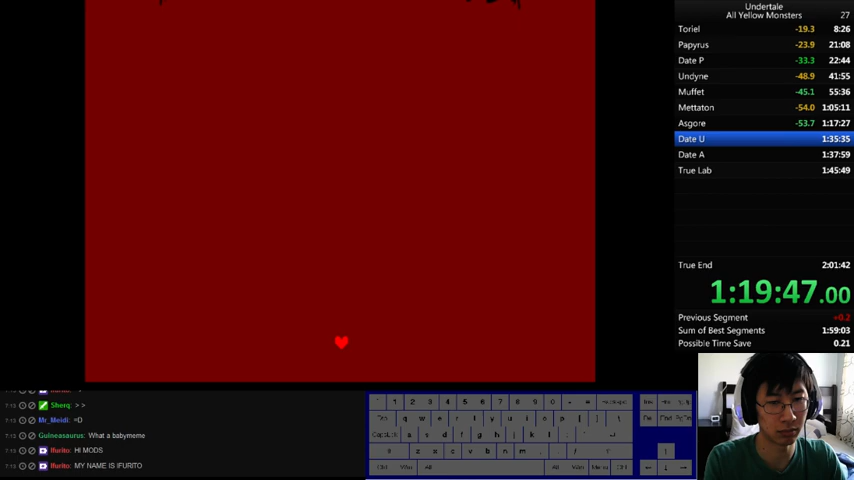 Undertale
All Yellow Monsters 27
Toriel -19.3 8:26
Papyrus -23.9 21:08
Date P -33.3 22:44
Undyne -48.9 41:55
Muffet -45.1 55:36
Mettaton -54.0 1:05:11
Asgore -53.7 1:17:27
Date U 1:35:35
Date A 1:37:59
True Lab 1:45:49
True End 2:01:42
1:19:47.00
Previous Segment +0.2
Sum of Best Segments 1:59:03
Possible Time Save 0.21
Sherq: > >
Mr_Meidi: =D
Guineasaurus: What a babymeme
Ifurito: HI MODS
Ifurito: MY NAME IS IFURITO